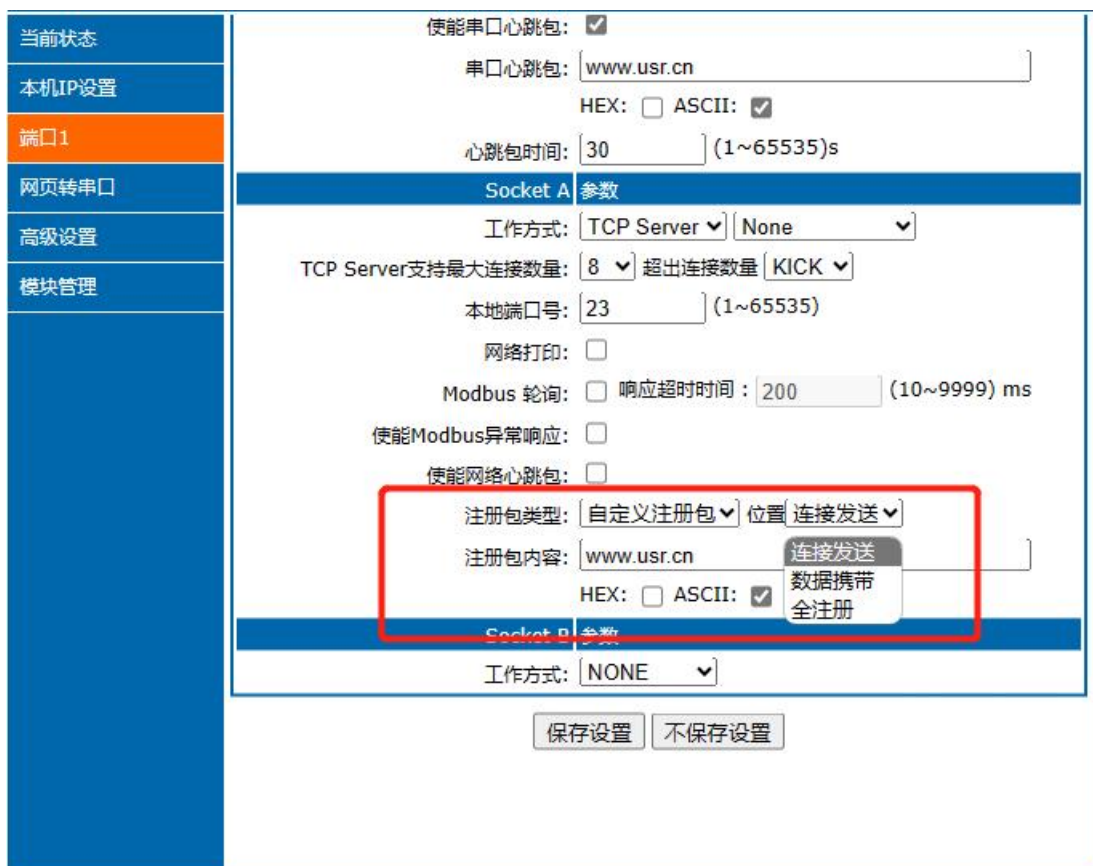 当前状态
本机IP设置
端口1
网页转串口
高级设置
模块管理
使能串口心跳包:
串口心跳包: www.usr.cn
HEX: ASCII:
心跳包时间: 30 (1~65535)s
Socket A 参数
工作方式: TCP Server None
TCP Server支持最大连接数量: 8 超出连接数量 KICK
本地端口号: 23 (1~65535)
网络打印:
Modbus 轮询: 响应超时时间 : 200 (10~9999) ms
使能Modbus异常响应:
使能网络心跳包:
注册包类型: 自定义注册包 位置 连接发送
注册包内容: www.usr.cn
连接发送
数据携带
全注册
HEX: ASCII:
Socket B 参数
工作方式: NONE
保存设置 不保存设置